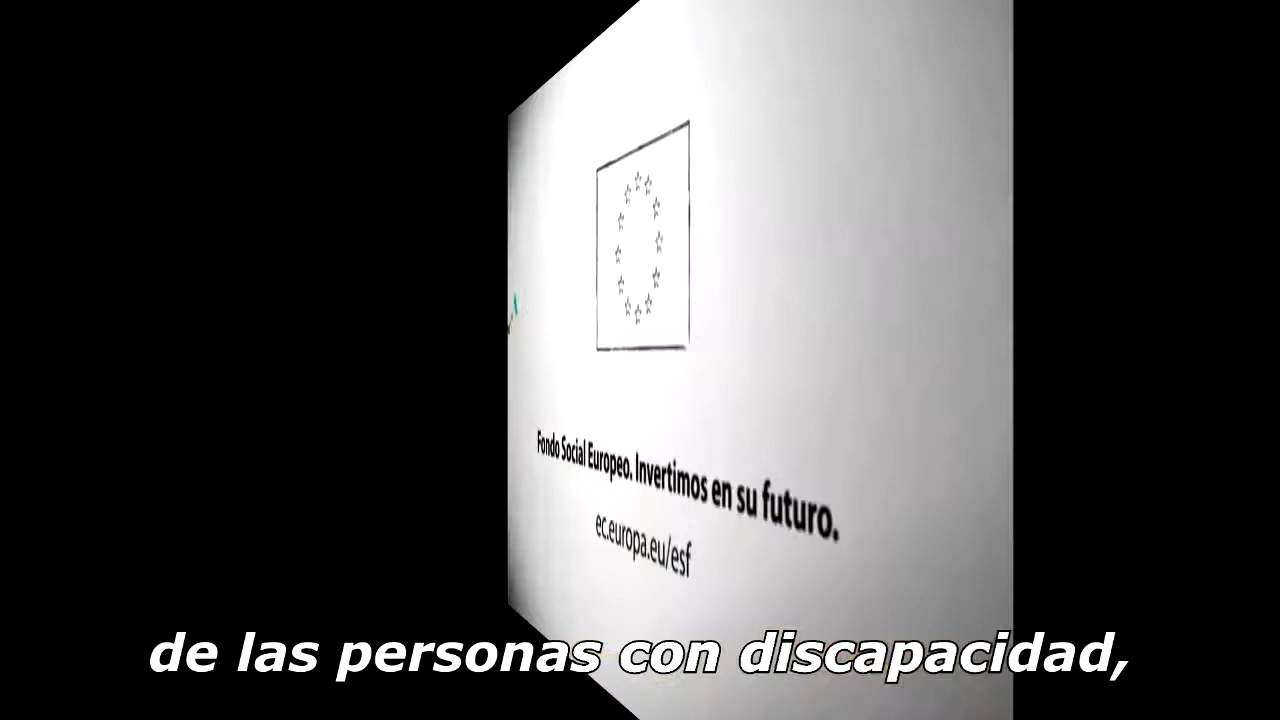 Fondo Social Europeo. Invertimos en su futuro.
ec.europa.eu/esf
de las personas con discapacidad,